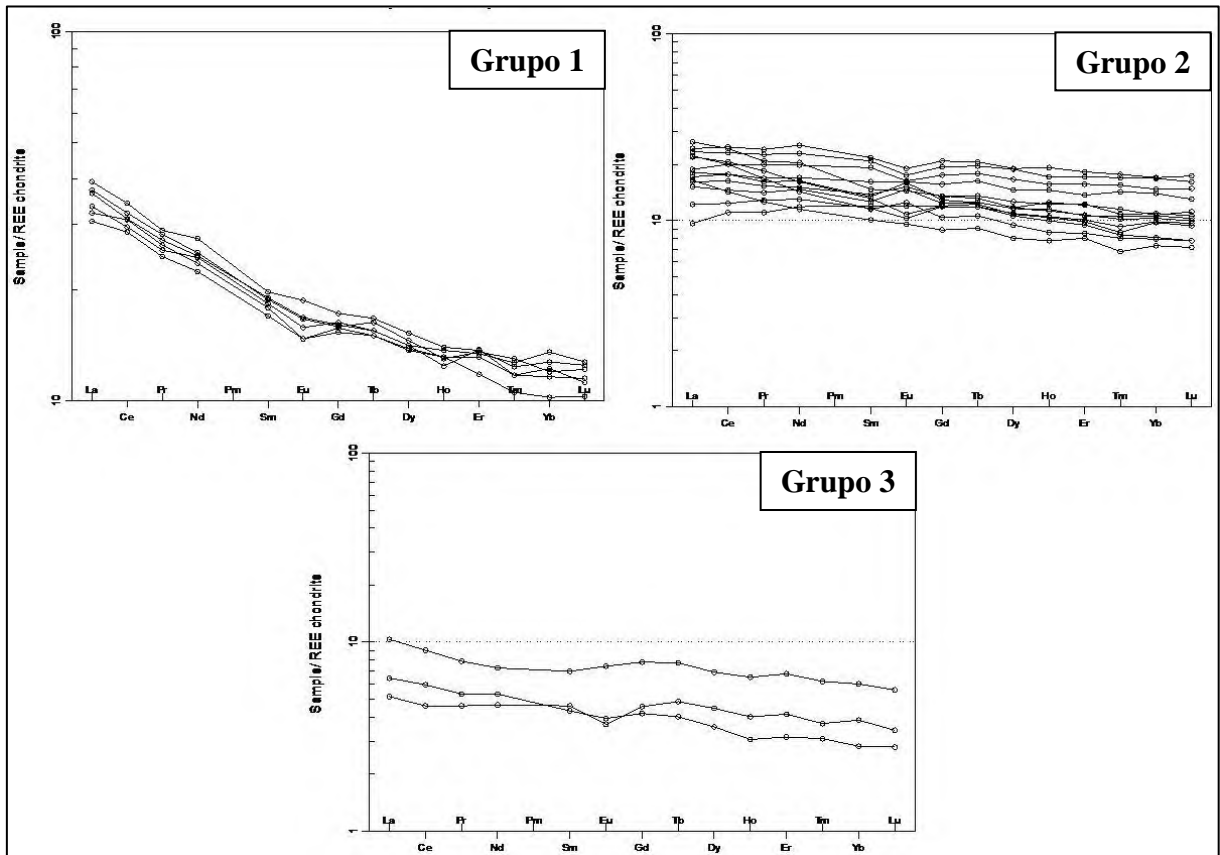 Grupo 1
100
10
Sample/ REE chondrite
La Pr Pm Eu Tb Ho Tm Lu
Ce Nd Sm Gd Dy Er Yb
Grupo 2
100
10
1
Sample/ REE chondrite
La Pr Pm Eu Tb Ho Tm Lu
Ce Nd Sm Gd Dy Er Yb
Grupo 3
100
10
1
Sample/ REE chondrite
La Pr Pm Eu Tb Ho Tm Lu
Ce Nd Sm Gd Dy Er Yb